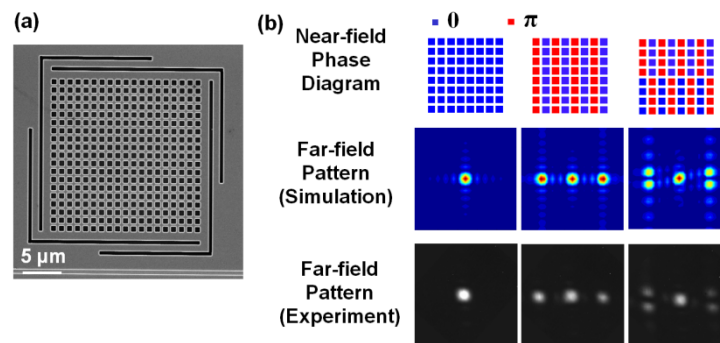 (a)
5 µm
(b)
Near-field
Phase
Diagram
0
π
Far-field
Pattern
(Simulation)
Far-field
Pattern
(Experiment)